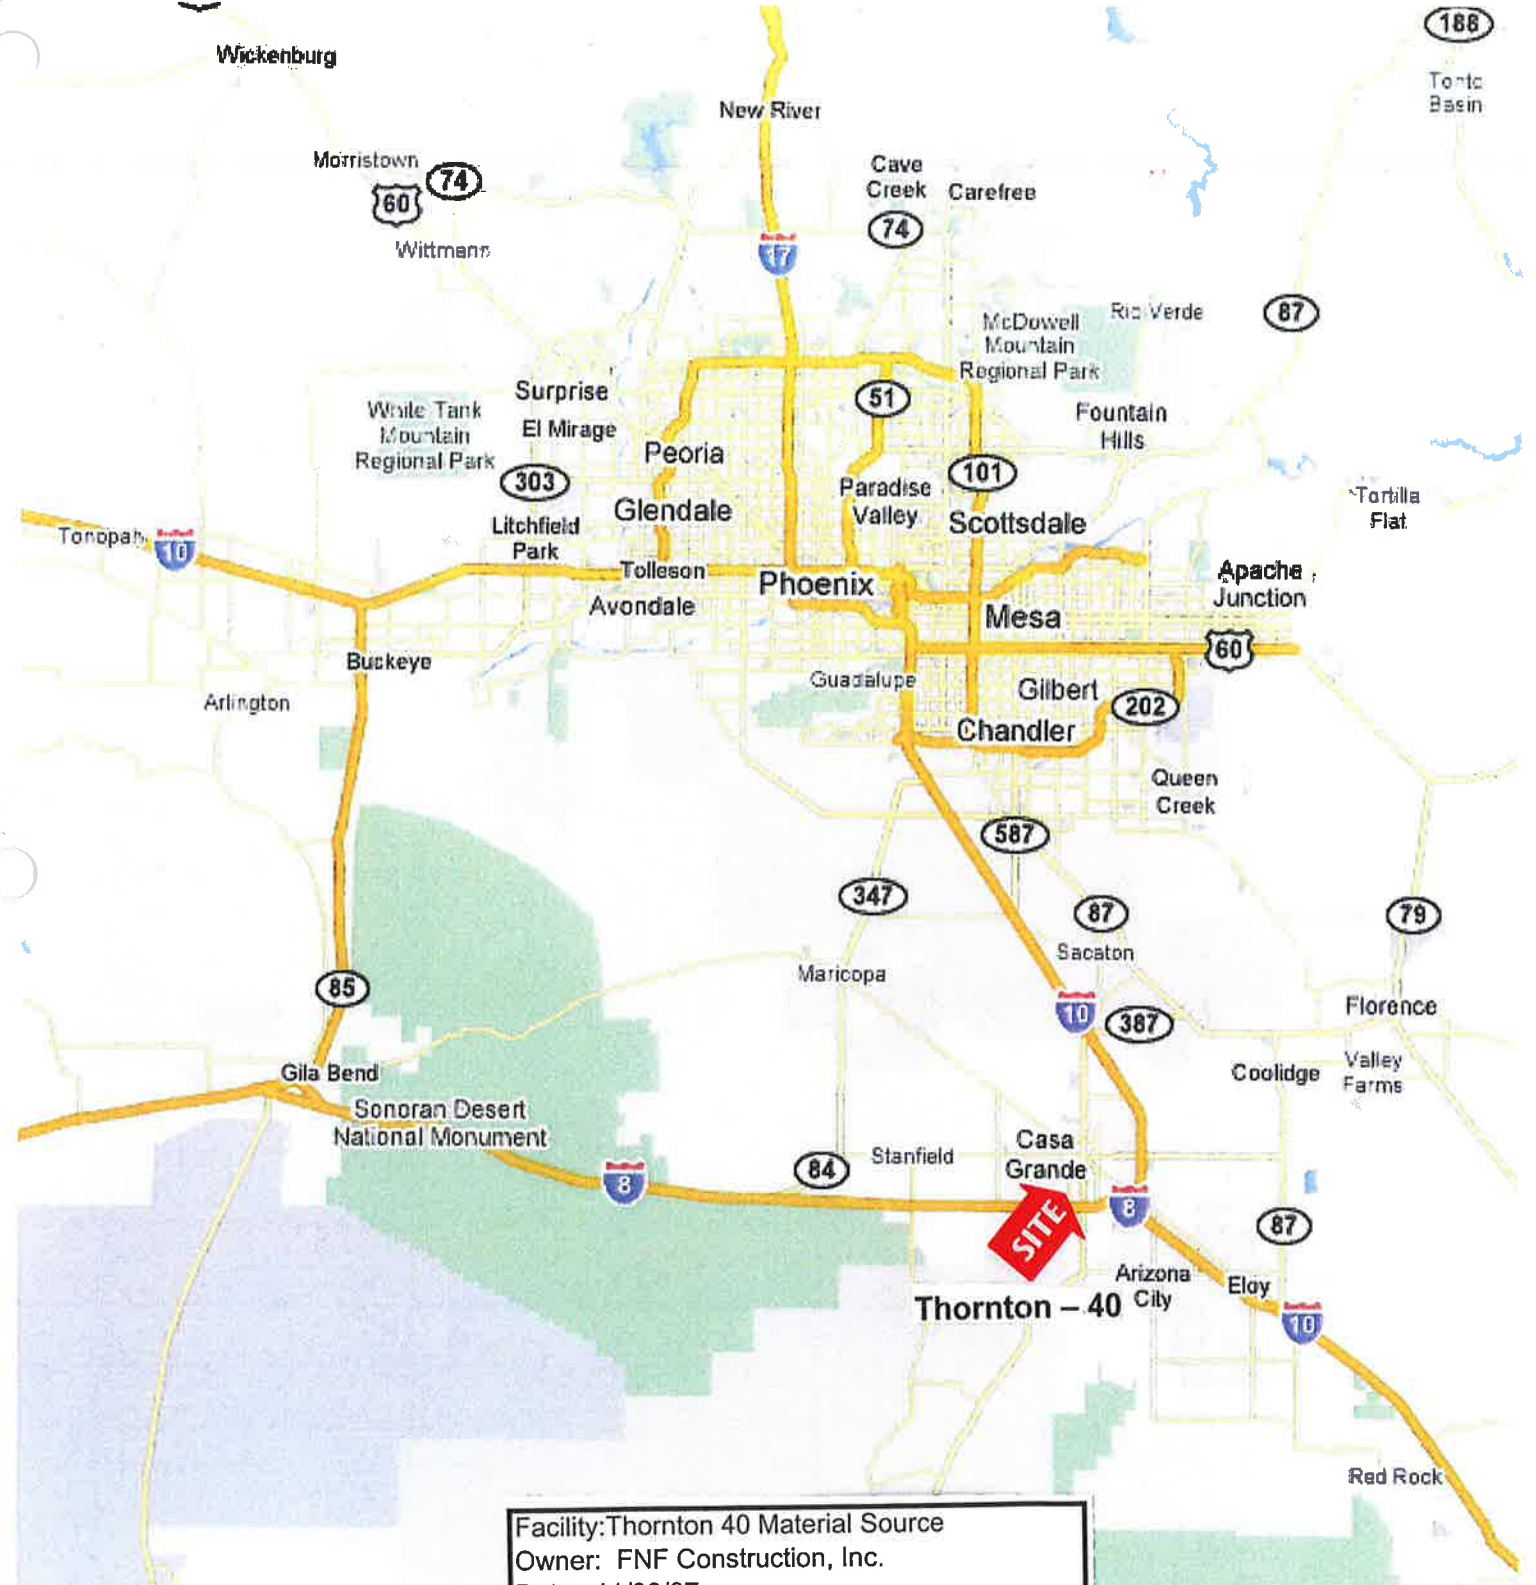 188
Wickenburg
Tonto
Basin
New River
Morristown
74
60
Cave
Creek
Carefree
74
Wittmann
17
Rio Verde
87
McDowell
Mountain
Regional Park
Surprise
51
White Tank
Mountain
Regional Park
El Mirage
Fountain
Hills
Peoria
303
101
Paradise
Valley
Tortilla
Flat
Glendale
Scottsdale
Litchfield
Park
Tonopah
10
Tolleson
Phoenix
Apache
Junction
Avondale
Mesa
60
Buckeye
Guadalupe
Gilbert
Arlington
202
Chandler
Queen
Creek
587
347
87
79
Sacaton
Maricopa
85
10
387
Florence
Gila Bend
Coolidge
Valley
Farms
Sonoran Desert
National Monument
Casa
Grande
84
Stanfield
8
SITE
8
87
Arizona
City
Eloy
Thornton – 40
10
Red Rock
Facility:Thornton 40 Material Source
Owner: FNF Construction, Inc.